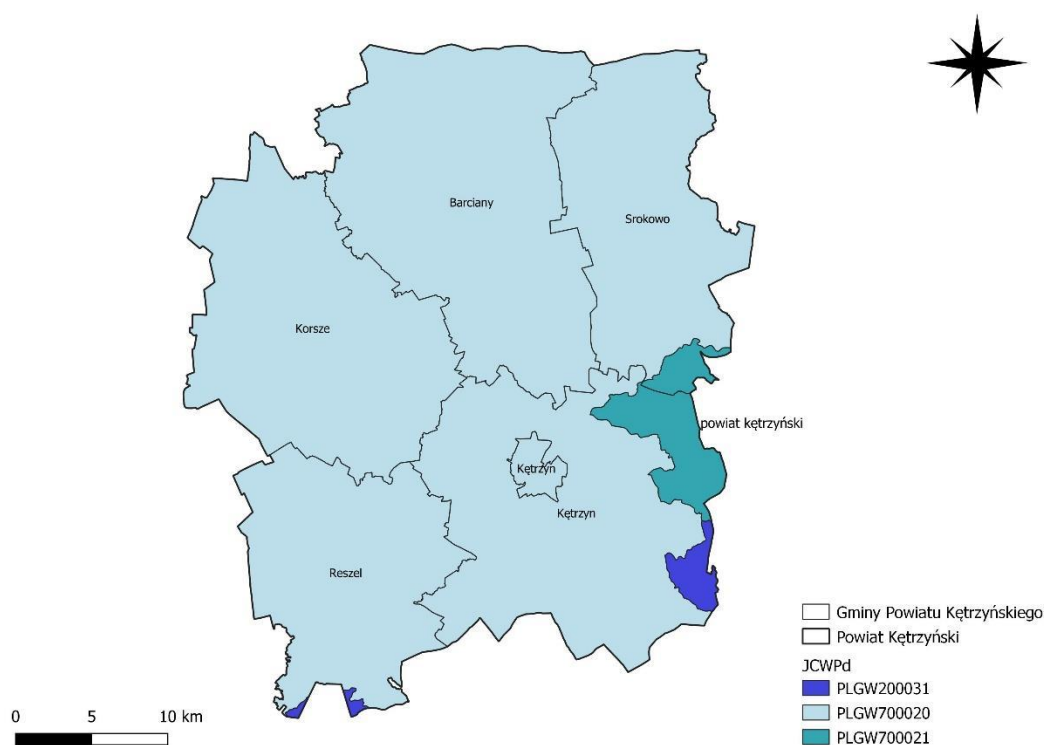 Barciany
Srokowo
Korsze
powiat kętrzyński
Kętrzyn
Kętrzyn
Reszel
Gminy Powiatu Kętrzyńskiego
Powiat Kętrzyński
JCWPd
PLGW200031
PLGW700020
PLGW700021
0 5 10 km